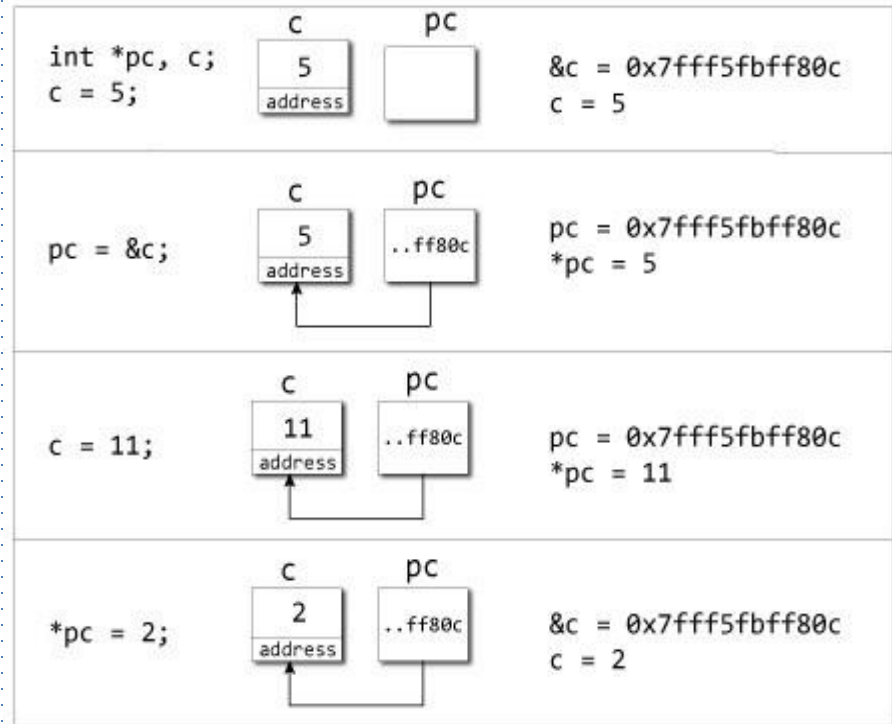 c pc
int *pc, c;
c = 5;
5
address
&c = 0x7fff5fbff80c
c = 5
c pc
pc = &c;
5
address
..ff80c
pc = 0x7fff5fbff80c
*pc = 5
c pc
c = 11;
11
address
..ff80c
pc = 0x7fff5fbff80c
*pc = 11
c pc
*pc = 2;
2
address
..ff80c
&c = 0x7fff5fbff80c
c = 2